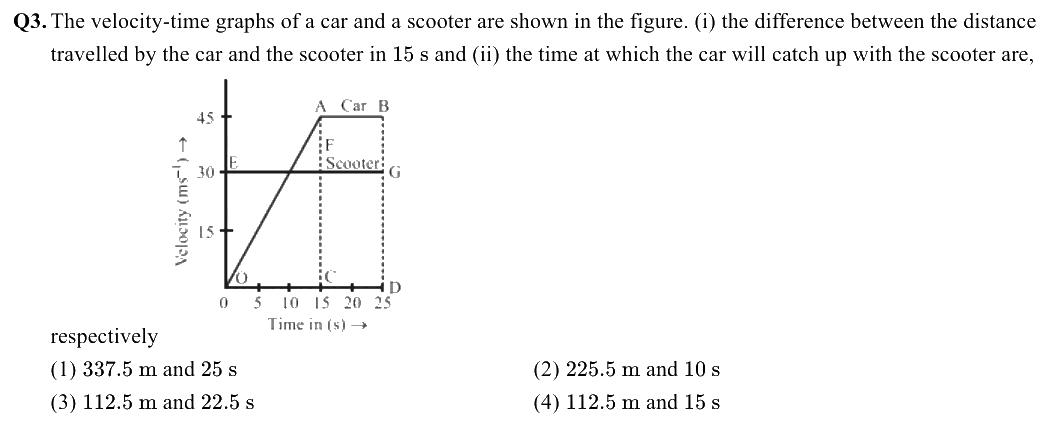 Q3. The velocity-time graphs of a car and a scooter are shown in the figure. (i) the difference between the distance
travelled by the car and the scooter in 15 s and (ii) the time at which the car will catch up with the scooter are,
A Car B
45
F
E
Scooter
30
G
Velocity (ms⁻¹) →
15
O
C
D
0 5 10 15 20 25
Time in (s) →
respectively
(1) 337.5 m and 25 s
(2) 225.5 m and 10 s
(3) 112.5 m and 22.5 s
(4) 112.5 m and 15 s